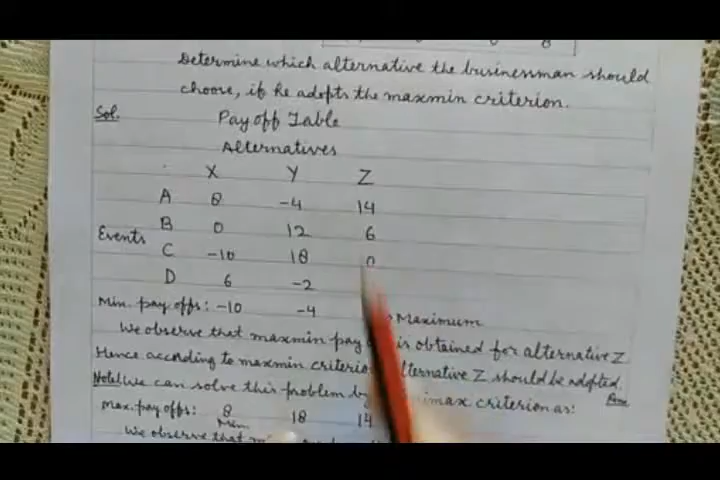 8
Determine which alternative the businessman should
choose, if he adopts the maxmin criterion.
Sol. Pay off Table
Alternatives
X Y Z
A 8 -4 14
B 0 12 6
Events C -10 18 0
D 6 -2
Min. pay offs: -10 -4 Maximum
We observe that maxmin pay is obtained for alternative Z
Hence according to maxmin criterio alternative Z should be adopted.
Note! We can solve this problem by imax criterion as:
Max. pay offs: 8 18 14
Min.
We observe that